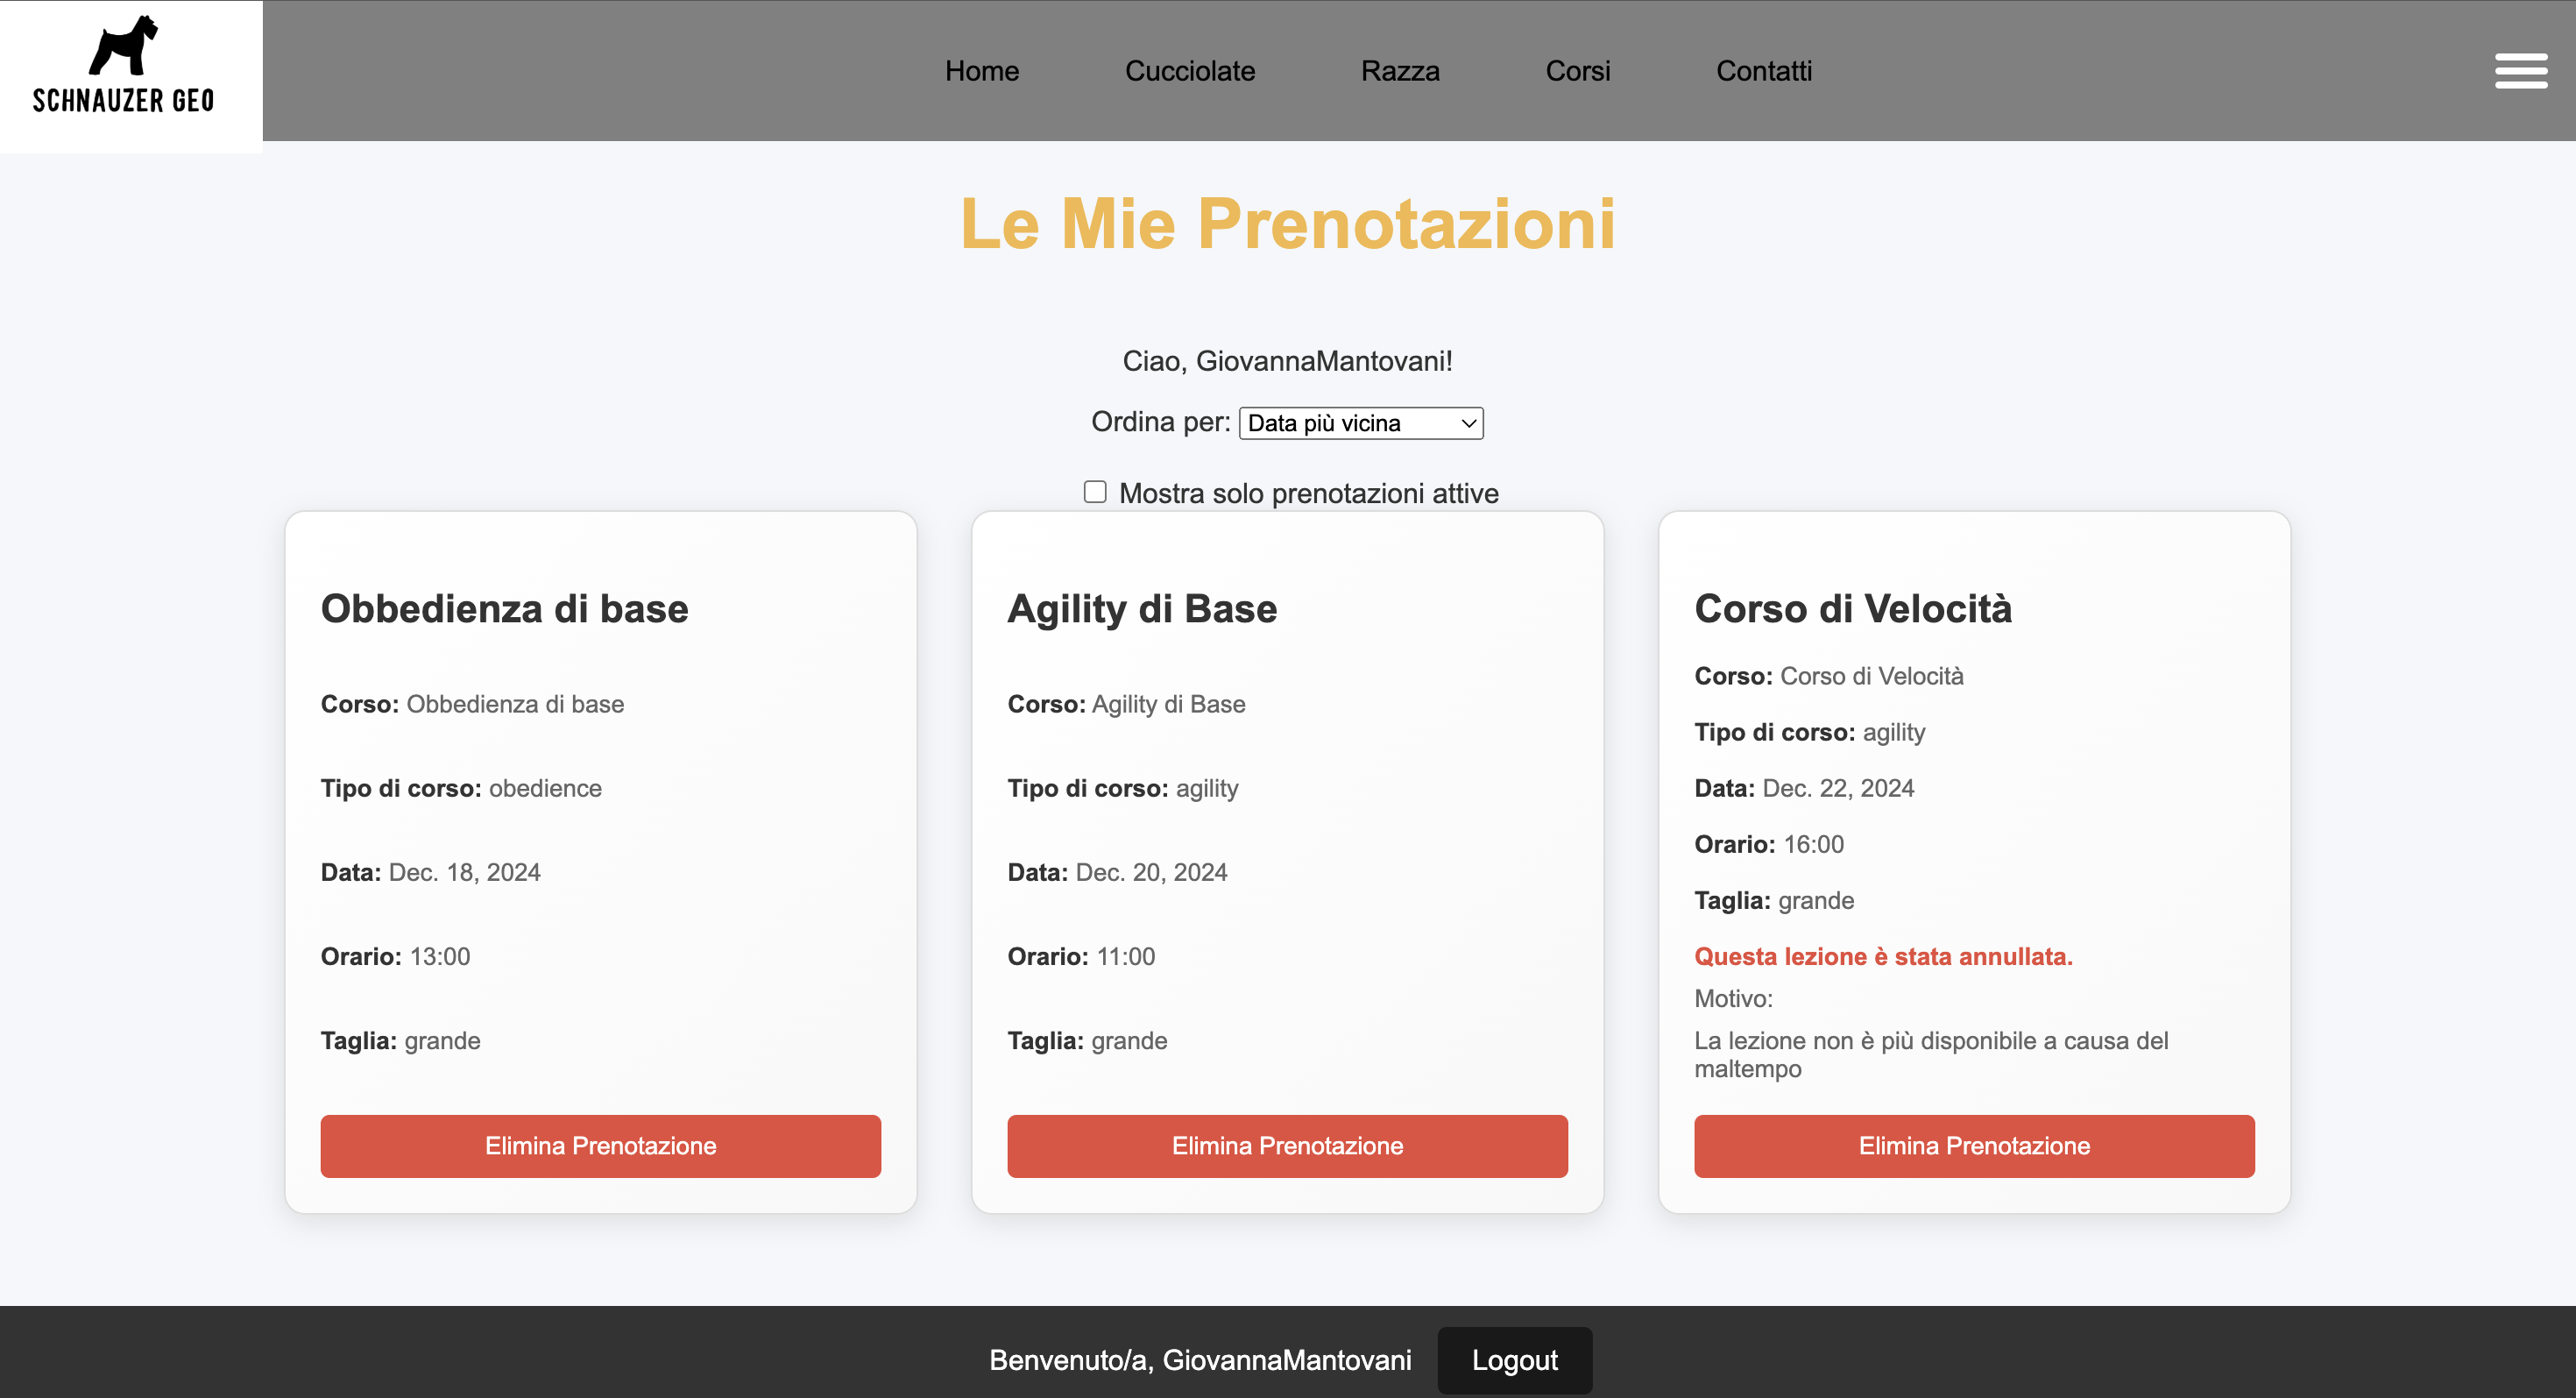 SCHNAUZER GEO
Home Cucciolate Razza Corsi Contatti
Le Mie Prenotazioni
Ciao, GiovannaMantovani!
Ordina per: Data più vicina
Mostra solo prenotazioni attive
Obbedienza di base
Corso: Obbedienza di base
Tipo di corso: obedience
Data: Dec. 18, 2024
Orario: 13:00
Taglia: grande
Elimina Prenotazione
Agility di Base
Corso: Agility di Base
Tipo di corso: agility
Data: Dec. 20, 2024
Orario: 11:00
Taglia: grande
Elimina Prenotazione
Corso di Velocità
Corso: Corso di Velocità
Tipo di corso: agility
Data: Dec. 22, 2024
Orario: 16:00
Taglia: grande
Questa lezione è stata annullata.
Motivo:
La lezione non è più disponibile a causa del
maltempo
Elimina Prenotazione
Benvenuto/a, GiovannaMantovani Logout